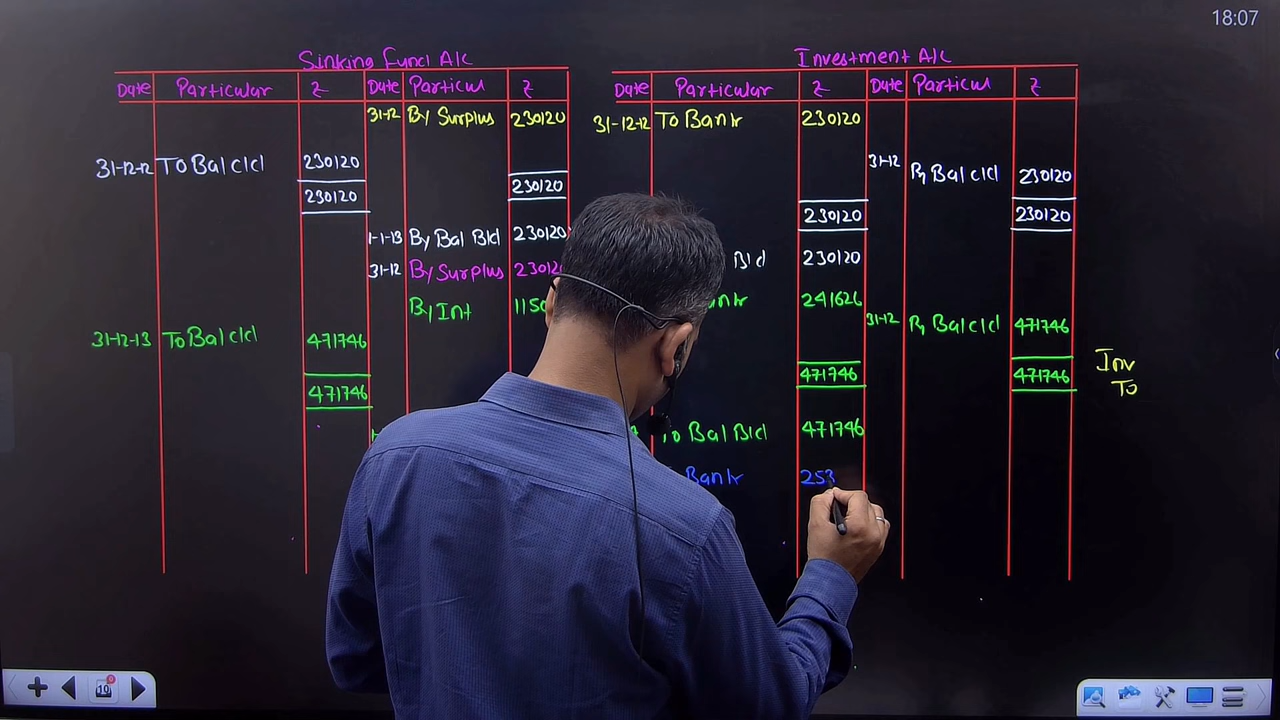 18:07
Sinking Fund A/c
Date Particular ₹ Date Particul ₹
31-12 By Surplus 230120
31-12-12 To Bal c/d 230120
230120 230120
1-1-13 By Bal B/d 230120
31-12 By Surplus
By Int
31-12-13 To Bal c/d 471746
471746
Investment A/c
Date Particular ₹ Date Particul ₹
31-12-12 To Bank 230120
31-12 By Bal c/d 230120
230120 230120
B/d 230120
241626
31-12 By Bal c/d 471746
471746 471746
To Bal B/d 471746
Bank 253
Inv
To
10